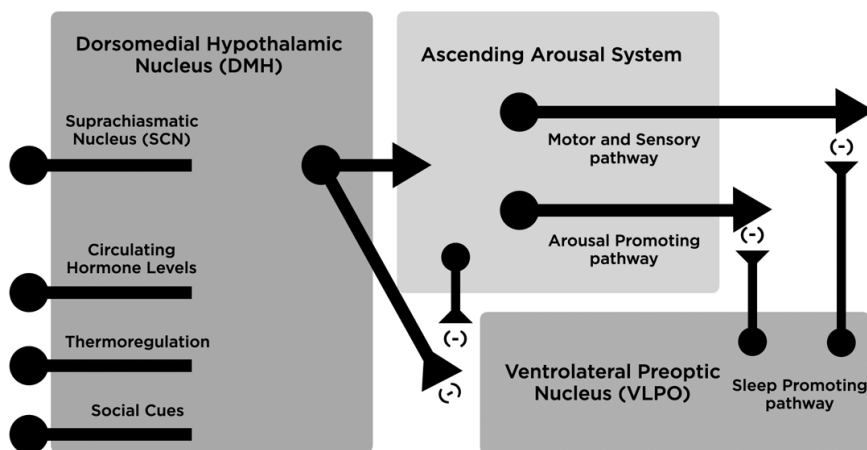 Dorsomedial Hypothalamic
Nucleus (DMH)
Suprachiasmatic
Nucleus (SCN)
Circulating
Hormone Levels
Thermoregulation
Social Cues
Ascending Arousal System
Motor and Sensory
pathway
(-)
Arousal Promoting
pathway
(-)
(-)
(-)
Ventrolateral Preoptic
Nucleus (VLPO)
Sleep Promoting
pathway